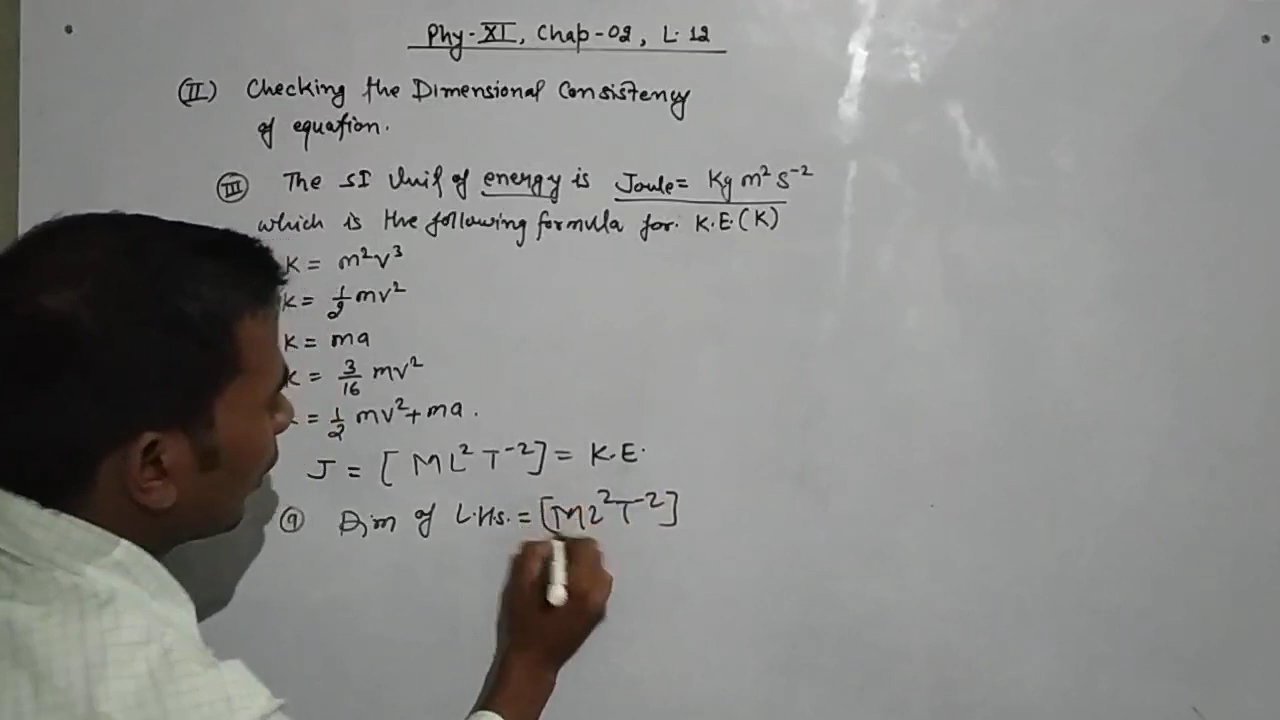 Phy-XI, Chap-02, L.12
(II) Checking the Dimensional Consistency
of equation.
(III) The SI Unit of energy is Joule= Kg m² s⁻²
which is the following formula for. K.E.(K)
K = m²v³
K = 1/2 mv²
K = ma
K = 3/16 mv²
= 1/2 mv²+ma.
J = [ML²T⁻²] = K.E.
(a) Dim of L.H.S. = [ML²T⁻²]